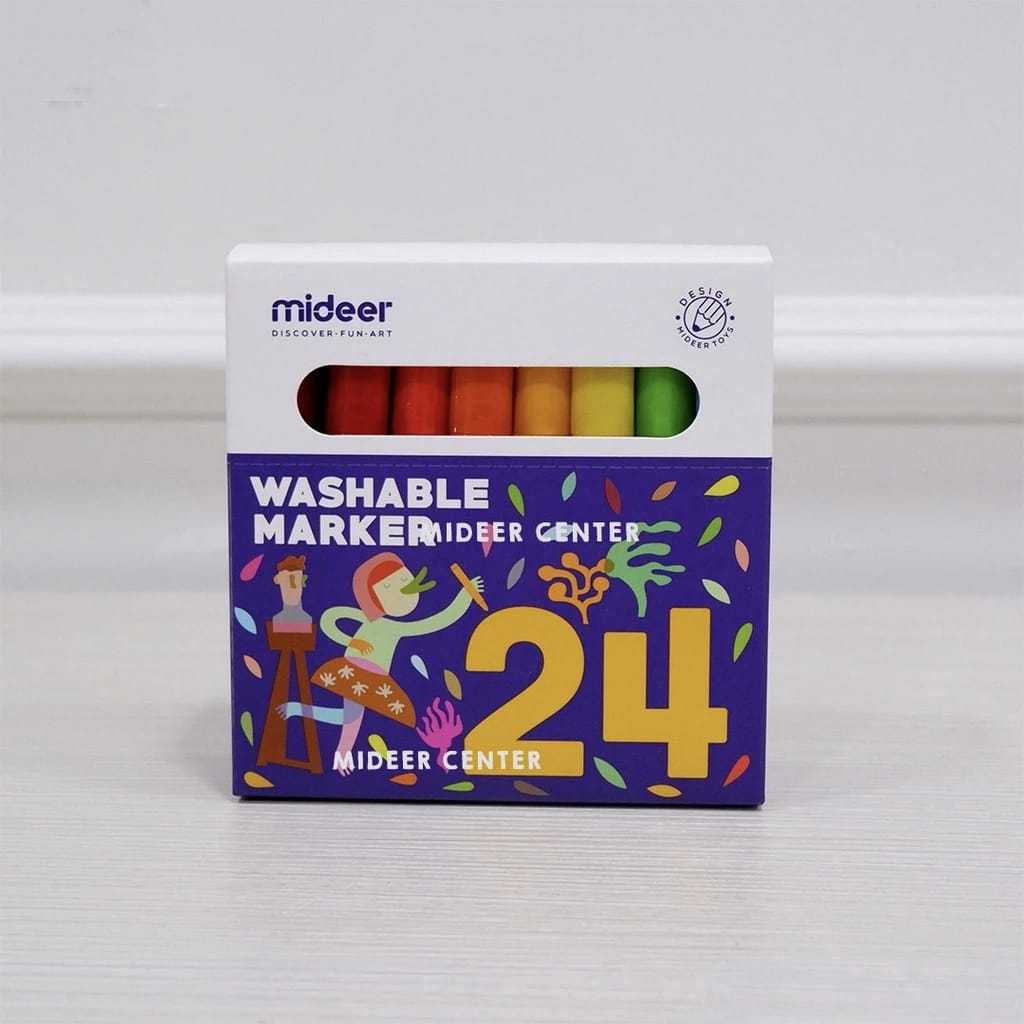 mideer
DISCOVER·FUN·ART
DESIGN
MIDEER TOYS
WASHABLE
MARKER
MIDEER CENTER
24
MIDEER CENTER